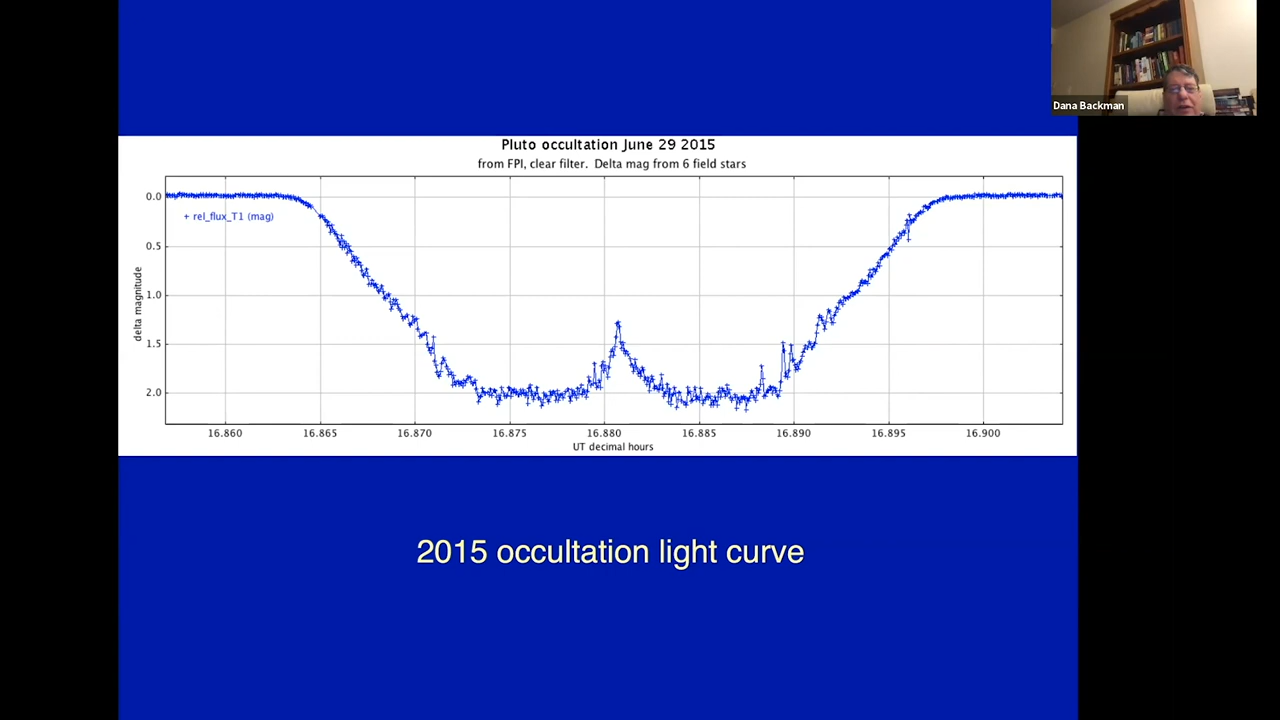 Dana Backman
Pluto occultation June 29 2015
from FPI, clear filter. Delta mag from 6 field stars
+ rel_flux_T1 (mag)
delta magnitude
0.0
0.5
1.0
1.5
2.0
16.860 16.865 16.870 16.875 16.880 16.885 16.890 16.895 16.900
UT decimal hours
2015 occultation light curve